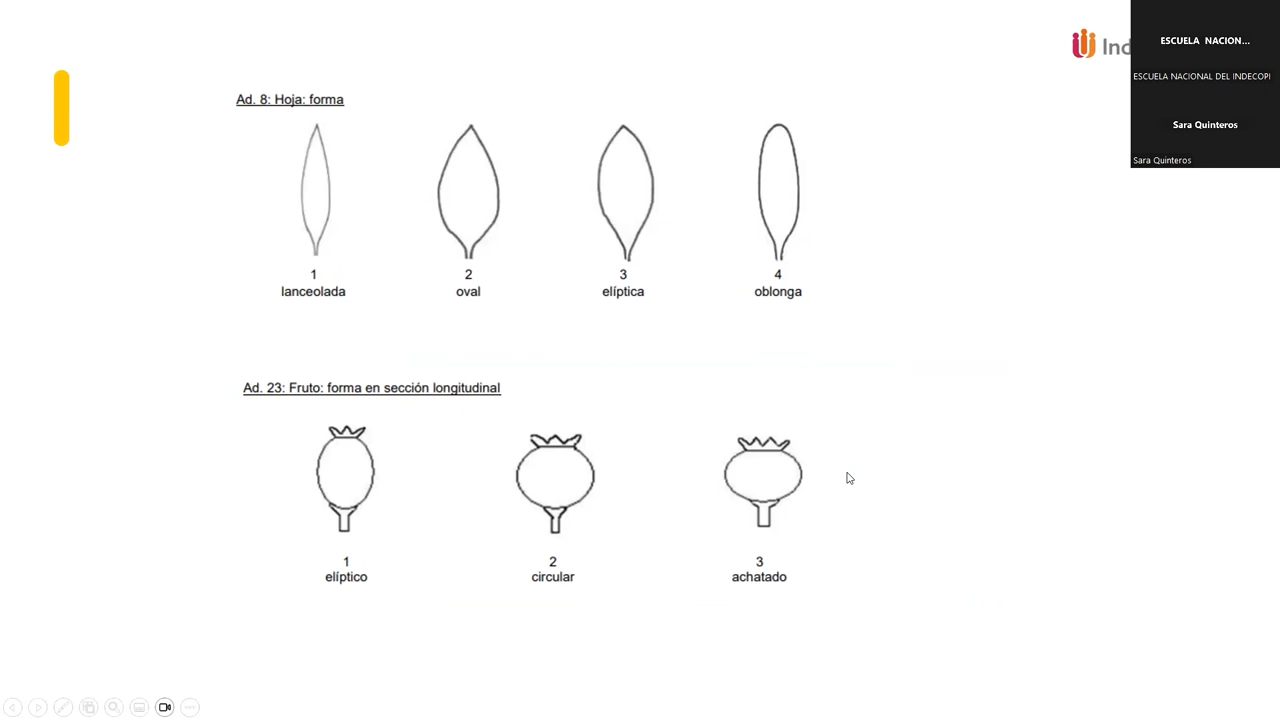 Ind
ESCUELA NACION...
ESCUELA NACIONAL DEL INDECOPI
Sara Quinteros
Sara Quinteros
Ad. 8: Hoja: forma
1 2 3 4
lanceolada oval elíptica oblonga
Ad. 23: Fruto: forma en sección longitudinal
1 2 3
elíptico circular achatado